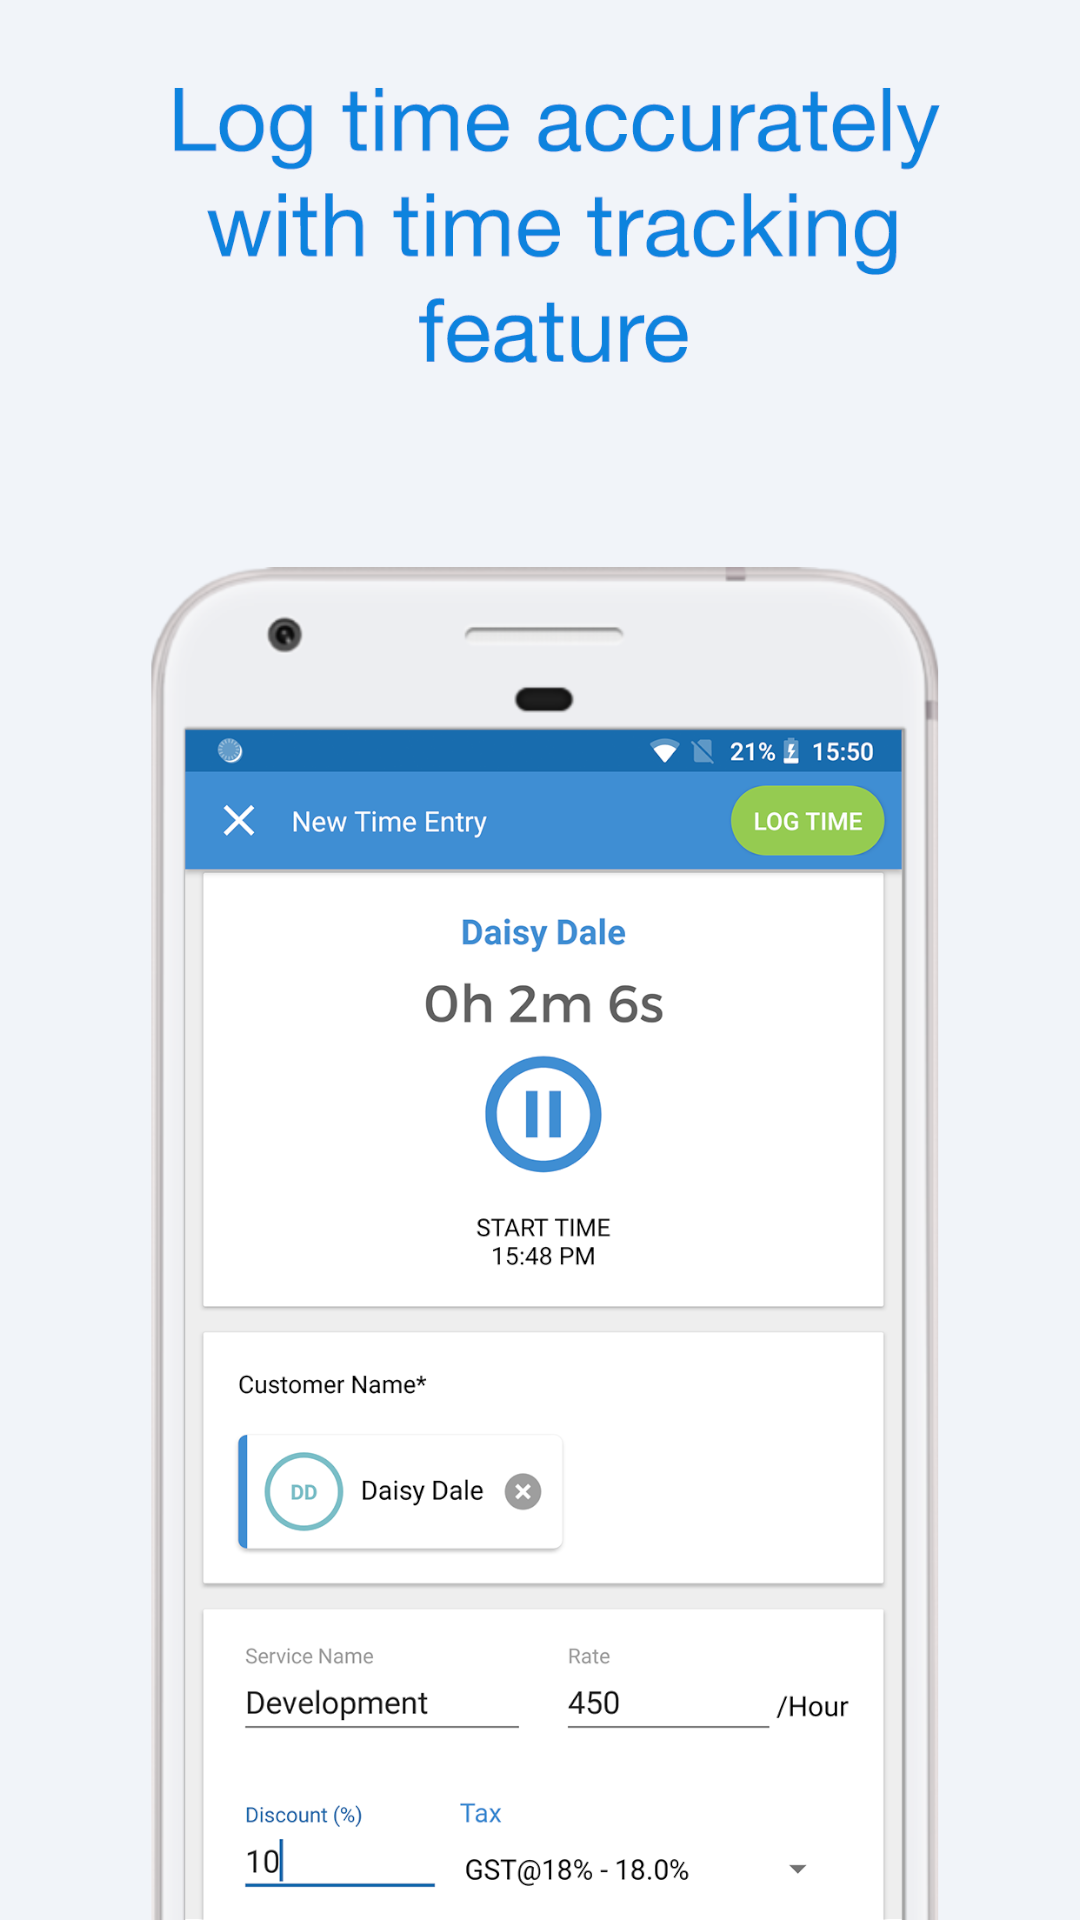 Log time accurately
with time tracking
feature
21% 15:50
New Time Entry LOG TIME
Daisy Dale
0h 2m 6s
START TIME
15:48 PM
Customer Name*
DD Daisy Dale
Service Name Rate
Development 450 /Hour
Discount (%) Tax
10 GST@18% - 18.0%